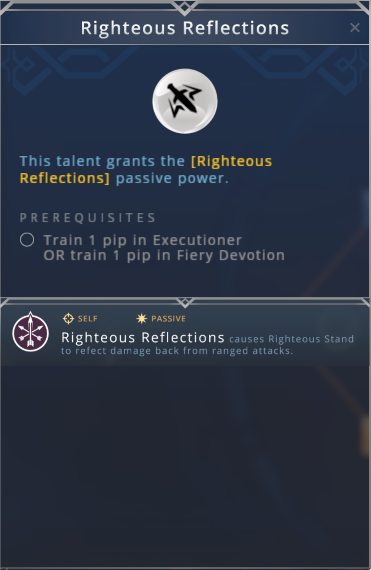 Righteous Reflections
This talent grants the [Righteous
Reflections] passive power.
PREREQUISITES
Train 1 pip in Executioner
OR train 1 pip in Fiery Devotion
SELF PASSIVE
Righteous Reflections causes Righteous Stand
to refect damage back from ranged attacks.